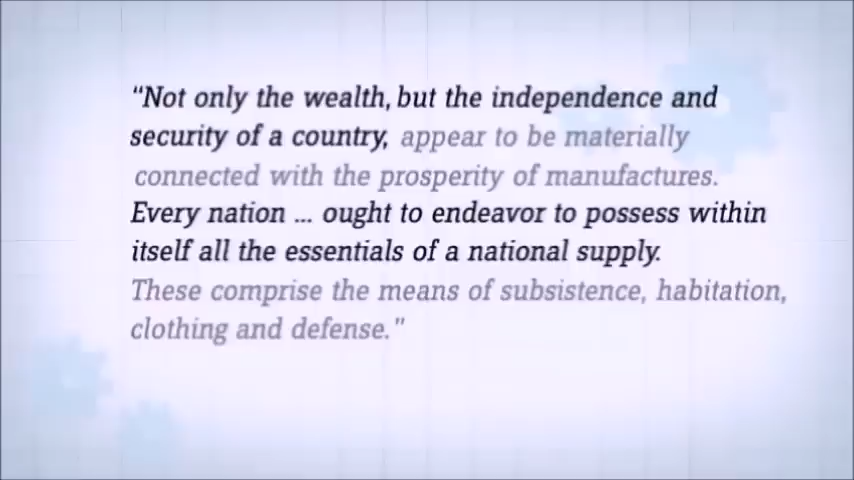 "Not only the wealth, but the independence and
security of a country, appear to be materially
connected with the prosperity of manufactures.
Every nation ... ought to endeavor to possess within
itself all the essentials of a national supply.
These comprise the means of subsistence, habitation,
clothing and defense."